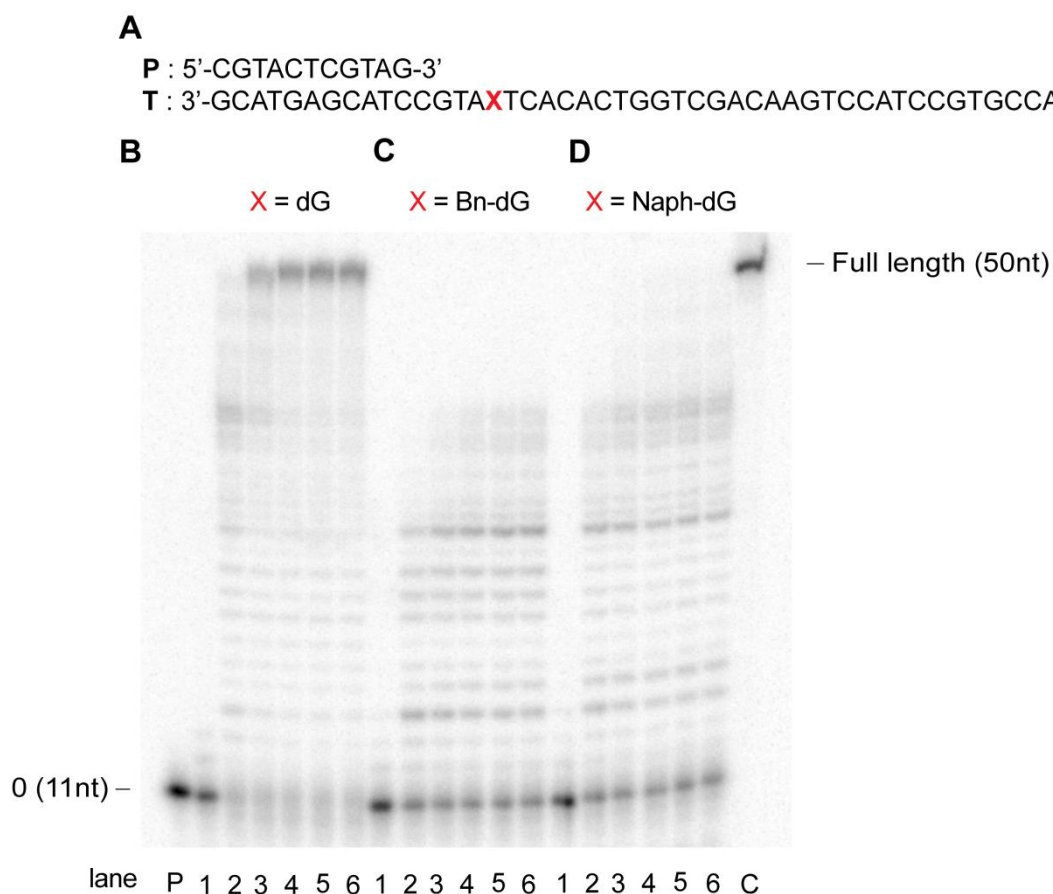 A
P : 5'-CGTACTCGTAG-3'
T : 3'-GCATGAGCATCCGTAXTCACACTGGTCGACAAGTCCATCCGTGCCA
B C D
X = dG X = Bn-dG X = Naph-dG
– Full length (50nt)
0 (11nt) –
lane P 1 2 3 4 5 6 1 2 3 4 5 6 1 2 3 4 5 6 C